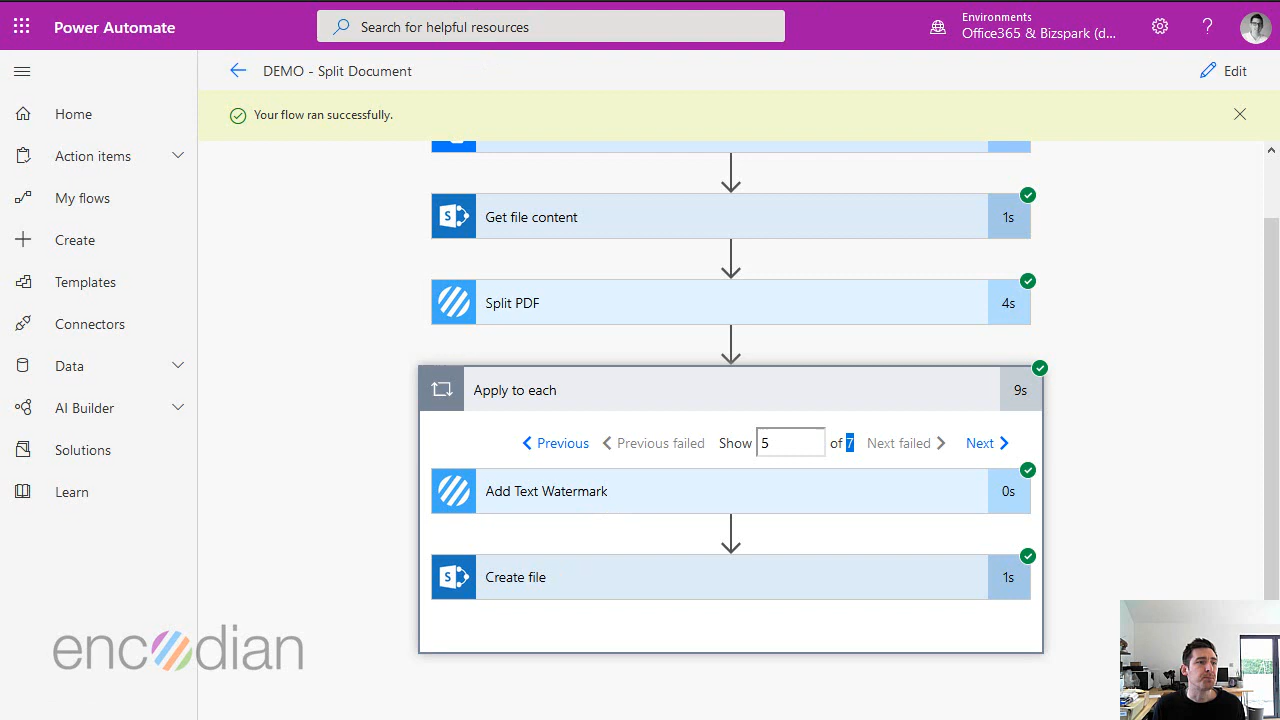 Power Automate
Search for helpful resources
Environments
Office365 & Bizspark (d...
?
DEMO - Split Document
Edit
Your flow ran successfully.
Home
Action items
My flows
Create
Templates
Connectors
Data
AI Builder
Solutions
Learn
Get file content
1s
Split PDF
4s
Apply to each
9s
Previous
Previous failed
Show
5
of 7
Next failed
Next
Add Text Watermark
0s
Create file
1s
encodian